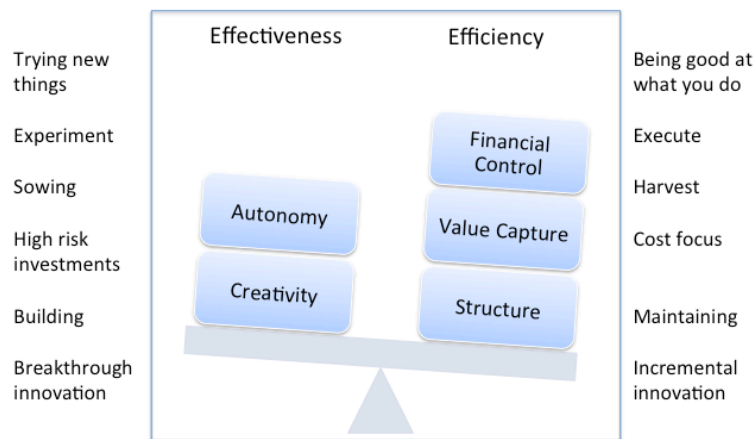 Effectiveness
Efficiency
Trying new
things
Experiment
Sowing
High risk
investments
Building
Breakthrough
innovation
Autonomy
Creativity
Financial
Control
Value Capture
Structure
Being good at
what you do
Execute
Harvest
Cost focus
Maintaining
Incremental
innovation